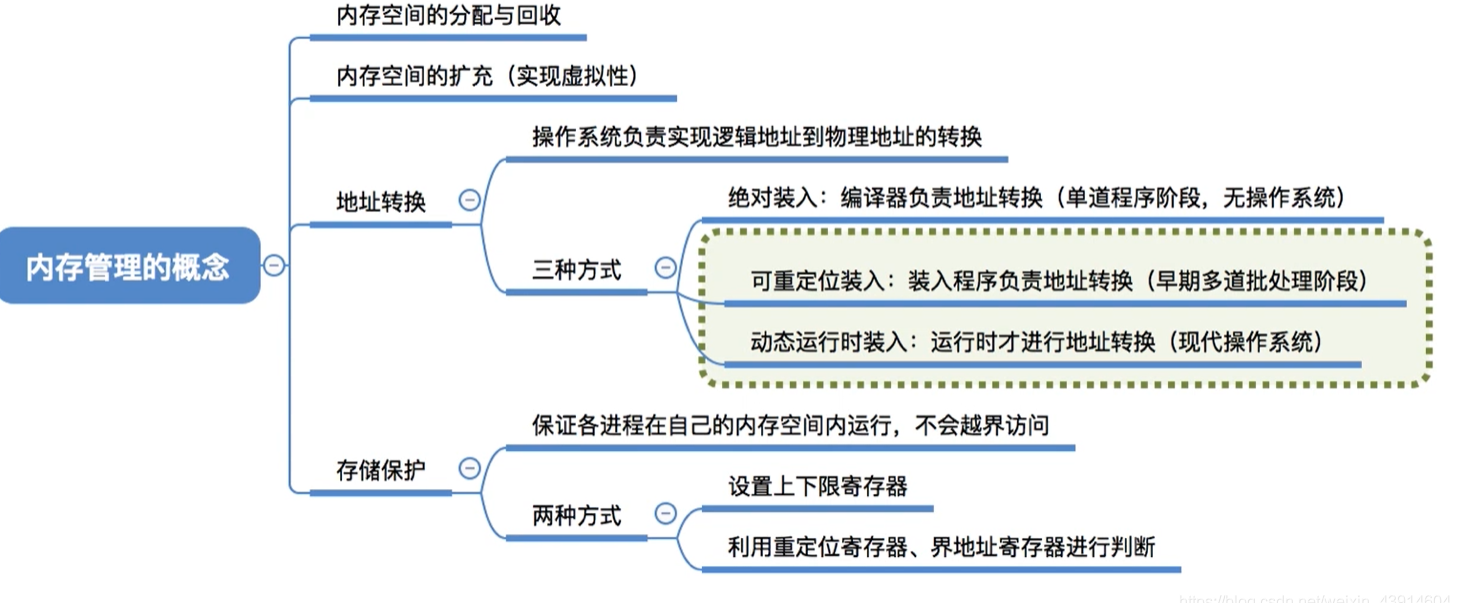 内存空间的分配与回收
内存空间的扩充（实现虚拟性）
操作系统负责实现逻辑地址到物理地址的转换
地址转换
绝对装入：编译器负责地址转换（单道程序阶段，无操作系统）
三种方式
可重定位装入：装入程序负责地址转换（早期多道批处理阶段）
动态运行时装入：运行时才进行地址转换（现代操作系统）
内存管理的概念
保证各进程在自己的内存空间内运行，不会越界访问
存储保护
设置上下限寄存器
两种方式
利用重定位寄存器、界地址寄存器进行判断
https://blog.csdn.net/weixin_43914604